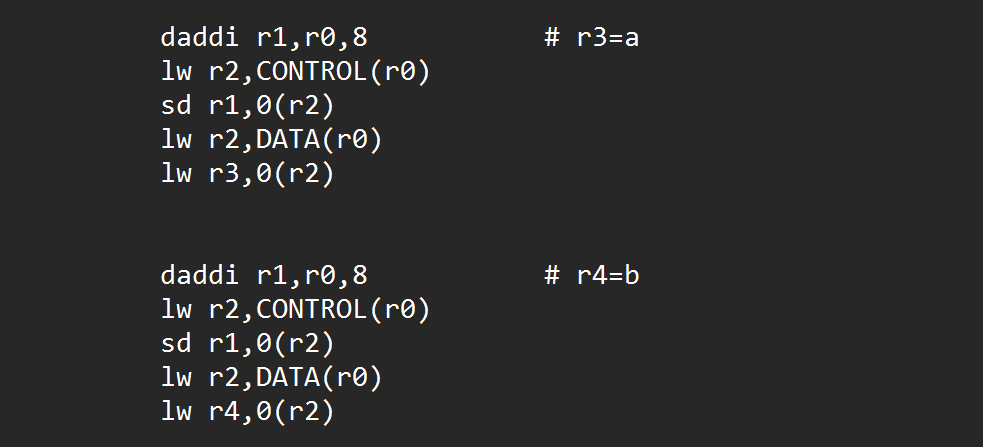 daddi r1,r0,8 # r3=a
lw r2,CONTROL(r0)
sd r1,0(r2)
lw r2,DATA(r0)
lw r3,0(r2)
daddi r1,r0,8 # r4=b
lw r2,CONTROL(r0)
sd r1,0(r2)
lw r2,DATA(r0)
lw r4,0(r2)